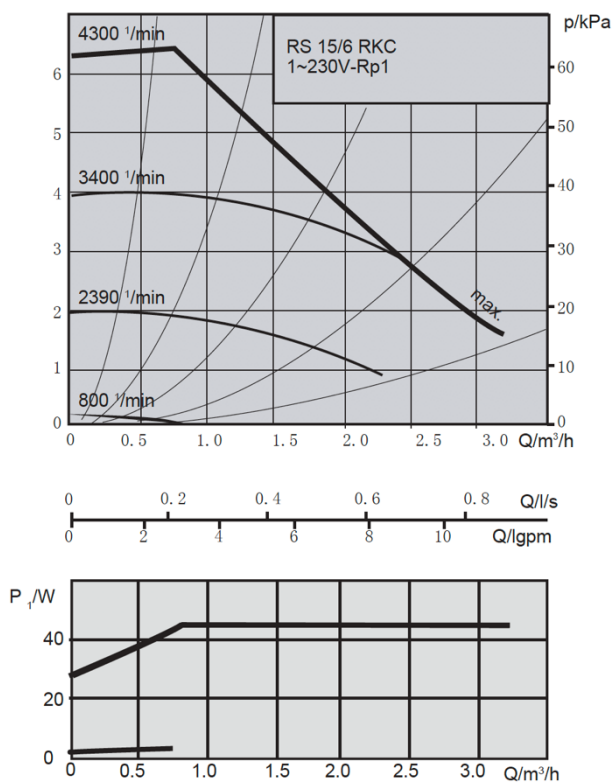 4300 ¹/min
p/kPa
RS 15/6 RKC
1~230V-Rp1
6
60
5
50
3400 ¹/min
4
40
3
30
2390 ¹/min
2
20
max.
1
10
800 ¹/min
0
0
0 0.5 1.0 1.5 2.0 2.5 3.0 Q/m³/h
0 0.2 0.4 0.6 0.8 Q/l/s
0 2 4 6 8 10 Q/lgpm
P ₁/W
40
20
0
0 0.5 1.0 1.5 2.0 2.5 3.0 Q/m³/h